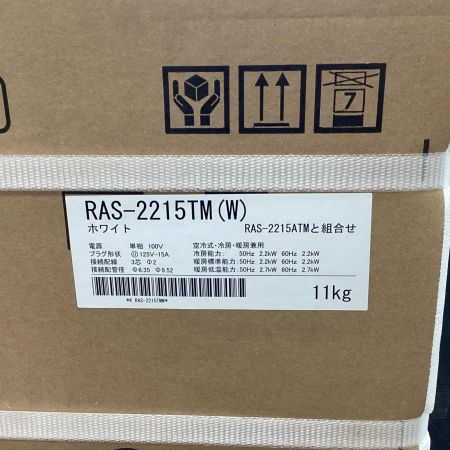 7
RAS-2215TM(W)
ホワイト RAS-2215ATMと組合せ
電源 単相 100V 空冷式・冷房・暖房兼用
プラグ形状 125V-15A 冷房能力: 50Hz 2.2kW 60Hz 2.2kW
接続配線 3芯 Φ2 暖房標準能力: 50Hz 2.2kW 60Hz 2.2kW
接続配管径 Φ6.35 Φ9.52 暖房低温能力: 50Hz 2.7kW 60Hz 2.7kW
11kg
*K RAS-2215TMW*